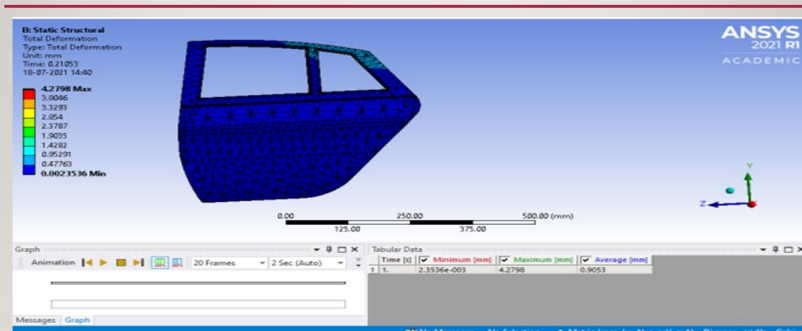 B: Static Structural
Total Deformation
Type: Total Deformation
Unit: mm
Time: 0.21053
18-07-2021 14:40
4.2798 Max
3.8046
3.3293
2.854
2.3787
1.9035
1.4282
0.95291
0.47763
0.0023536 Min
ANSYS
2021 R1
ACADEMIC
Y
Z
0.00 250.00 500.00 (mm)
125.00 375.00
Graph
Animation 20 Frames 2 Sec (Auto)
Messages Graph
Tabular Data
Time [s] Minimum [mm] Maximum [mm] Average [mm]
1 1. 2.3536e-003 4.2798 0.9053